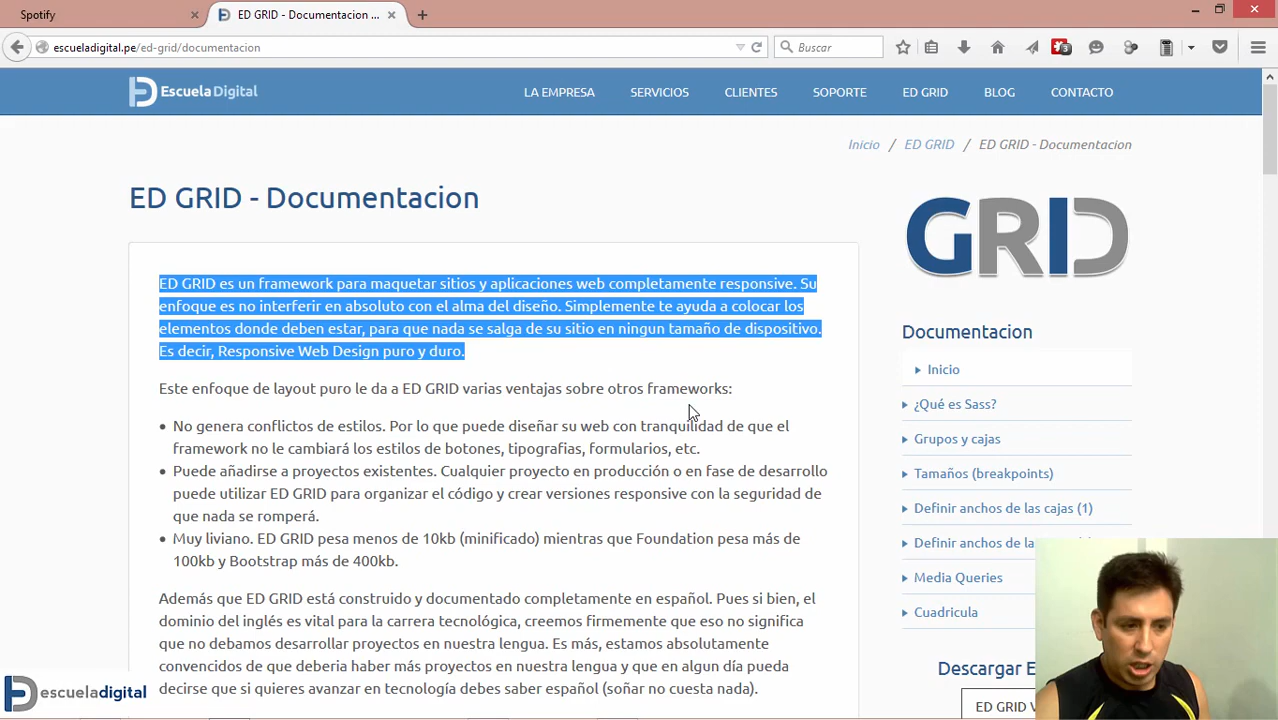 Spotify
ED GRID - Documentacion ...
escueladigital.pe/ed-grid/documentacion
Buscar
3
Escuela Digital
LA EMPRESA SERVICIOS CLIENTES SOPORTE ED GRID BLOG CONTACTO
Inicio / ED GRID / ED GRID - Documentacion
ED GRID - Documentacion
ED GRID es un framework para maquetar sitios y aplicaciones web completamente responsive. Su
enfoque es no interferir en absoluto con el alma del diseño. Simplemente te ayuda a colocar los
elementos donde deben estar, para que nada se salga de su sitio en ningun tamaño de dispositivo.
Es decir, Responsive Web Design puro y duro.
Este enfoque de layout puro le da a ED GRID varias ventajas sobre otros frameworks:
• No genera conflictos de estilos. Por lo que puede diseñar su web con tranquilidad de que el
framework no le cambiará los estilos de botones, tipografias, formularios, etc.
• Puede añadirse a proyectos existentes. Cualquier proyecto en producción o en fase de desarrollo
puede utilizar ED GRID para organizar el código y crear versiones responsive con la seguridad de
que nada se romperá.
• Muy liviano. ED GRID pesa menos de 10kb (minificado) mientras que Foundation pesa más de
100kb y Bootstrap más de 400kb.
Además que ED GRID está construido y documentado completamente en español. Pues si bien, el
dominio del inglés es vital para la carrera tecnológica, creemos firmemente que eso no significa
que no debamos desarrollar proyectos en nuestra lengua. Es más, estamos absolutamente
convencidos de que deberia haber más proyectos en nuestra lengua y que en algun día pueda
decirse que si quieres avanzar en tecnología debes saber español (soñar no cuesta nada).
GRID
Documentacion
Inicio
¿Qué es Sass?
Grupos y cajas
Tamaños (breakpoints)
Definir anchos de las cajas (1)
Definir anchos de la
Media Queries
Cuadricula
Descargar E
ED GRID V
escueladigital